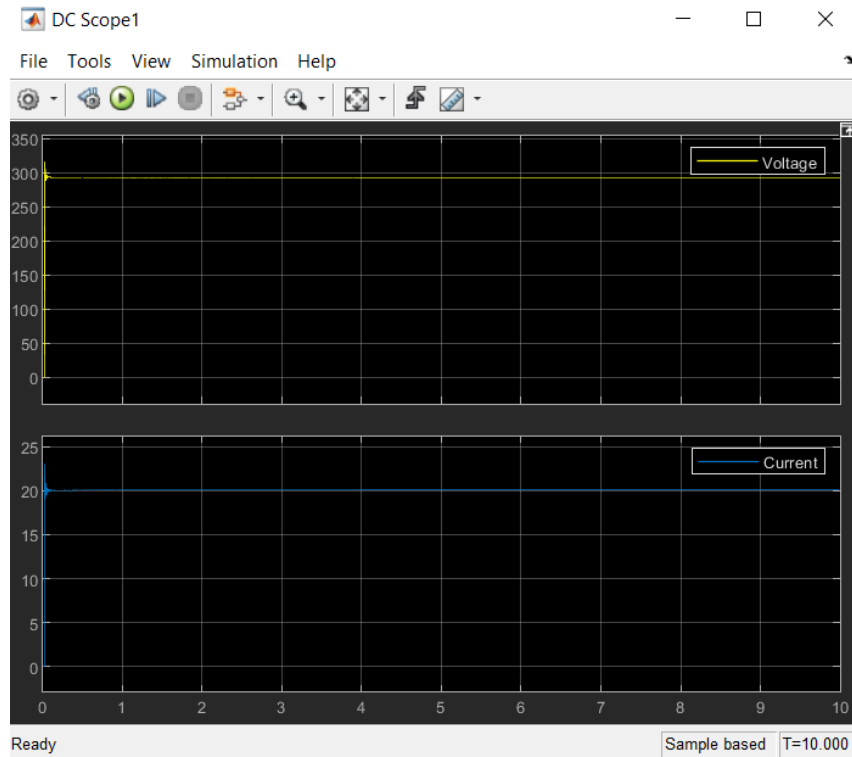 DC Scope1
File Tools View Simulation Help
350
300
250
200
150
100
50
0
Voltage
25
20
15
10
5
0
Current
0 1 2 3 4 5 6 7 8 9 10
Ready
Sample based T=10.000